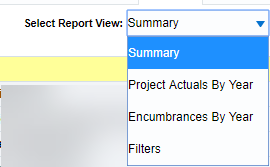 Select Report View: Summary
Summary
Project Actuals By Year
Encumbrances By Year
Filters